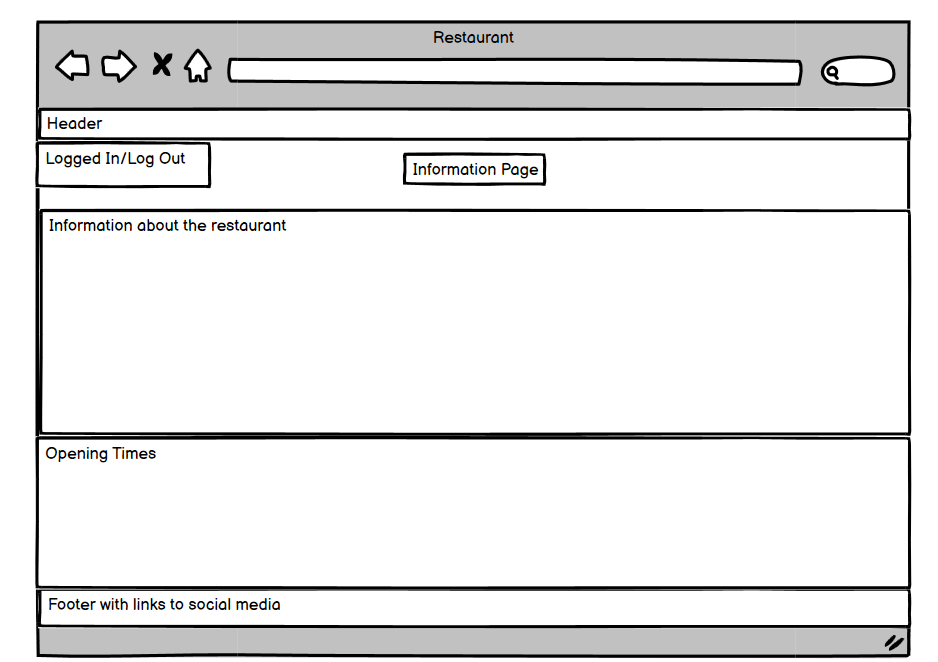 Restaurant
Header
Logged In/Log Out
Information Page
Information about the restaurant
Opening Times
Footer with links to social media